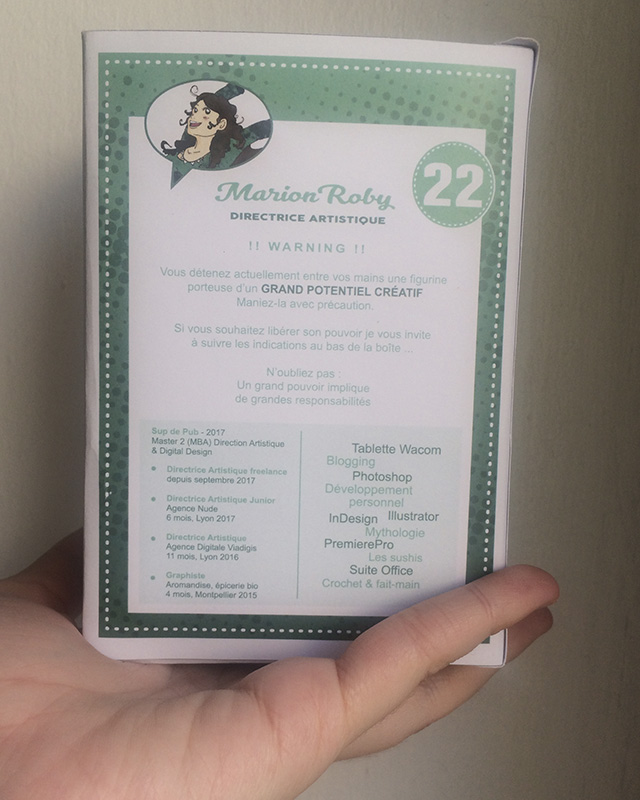 Marion Roby
22
DIRECTRICE ARTISTIQUE
!! WARNING !!
Vous détenez actuellement entre vos mains une figurine
porteuse d'un GRAND POTENTIEL CRÉATIF
Maniez-la avec précaution.
Si vous souhaitez libérer son pouvoir je vous invite
à suivre les indications au bas de la boîte ...
N'oubliez pas :
Un grand pouvoir implique
de grandes responsabilités
Sup de Pub - 2017
Master 2 (MBA) Direction Artistique
& Digital Design
Directrice Artistique freelance
depuis septembre 2017
Directrice Artistique Junior
Agence Nude
6 mois, Lyon 2017
Directrice Artistique
Agence Digitale Viadigis
11 mois, Lyon 2016
Graphiste
Aromandise, épicerie bio
4 mois, Montpellier 2015
Tablette Wacom
Blogging
Photoshop
Développement
personnel
InDesign Illustrator
Mythologie
PremierePro
Les sushis
Suite Office
Crochet & fait-main